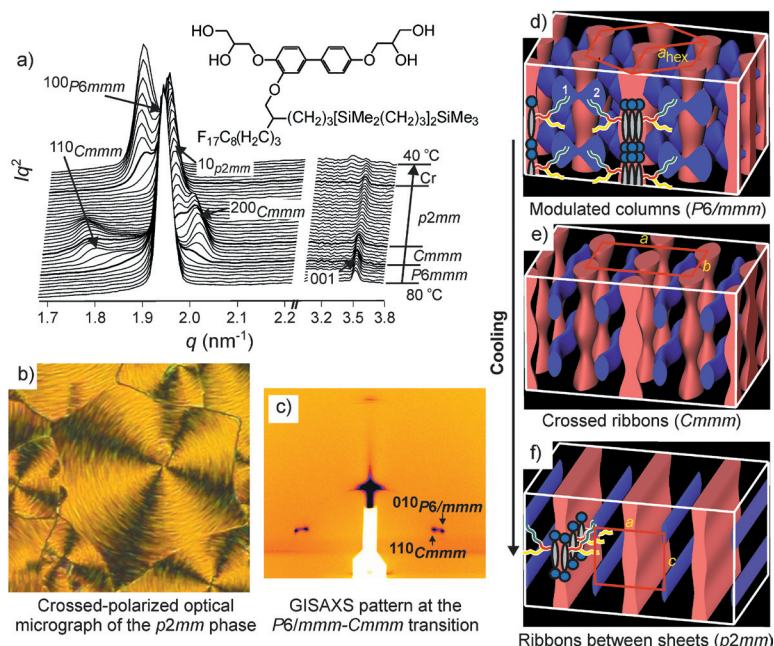 a)
HO
OH
HO
OH
O
O
O
(CH2)3[SiMe2(CH2)3]2SiMe3
F17C8(H2C)3
100P6mmm
110Cmmm
10p2mm
200Cmmm
001
40 °C
Cr
p2mm
Cmmm
P6mmm
80 °C
Iq2
1.7 1.8 1.9 2.0 2.1 2.2 3.2 3.5 3.8
q (nm-1)
b)
Crossed-polarized optical
micrograph of the p2mm phase
c)
010P6/mmm
110Cmmm
GISAXS pattern at the
P6/mmm-Cmmm transition
Cooling
d)
ahex
1 2
Modulated columns (P6/mmm)
e)
a
b
Crossed ribbons (Cmmm)
f)
a
c
Ribbons between sheets (p2mm)